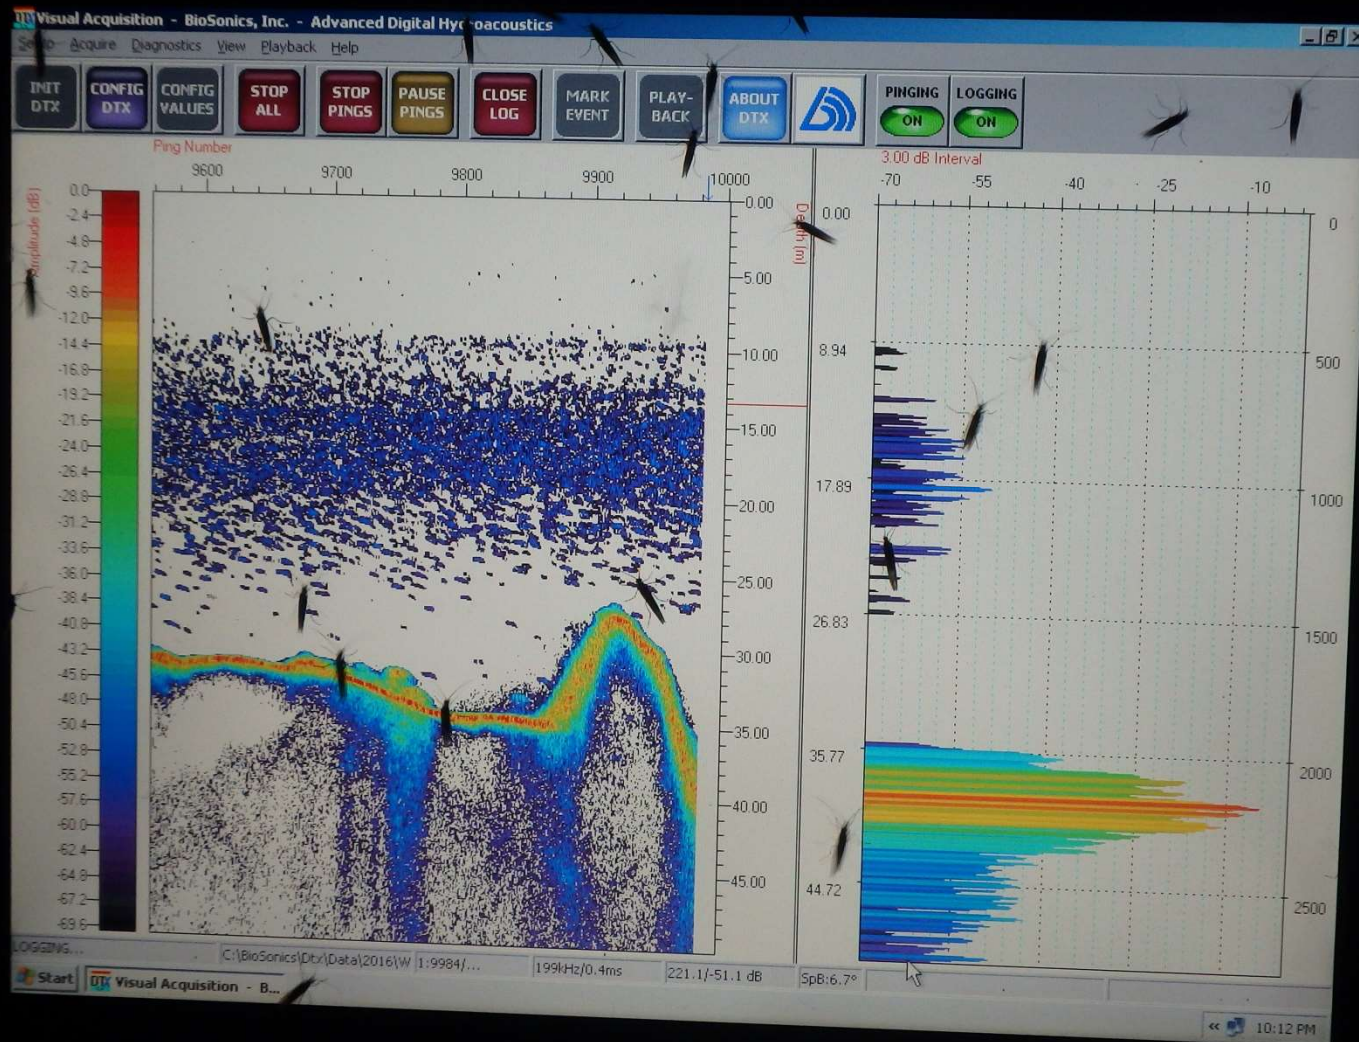 Visual Acquisition - BioSonics, Inc. - Advanced Digital Hydroacoustics
Setup Acquire Diagnostics View Playback Help
INIT DTX
CONFIG DTX
CONFIG VALUES
STOP ALL
STOP PINGS
PAUSE PINGS
CLOSE LOG
MARK EVENT
PLAY-BACK
ABOUT DTX
PINGING ON
LOGGING ON
Ping Number
9600 9700 9800 9900 10000
Amplitude (dB)
0.0
-2.4
-4.8
-7.2
-9.6
-12.0
-14.4
-16.8
-19.2
-21.6
-24.0
-26.4
-28.8
-31.2
-33.6
-36.0
-38.4
-40.8
-43.2
-45.6
-48.0
-50.4
-52.8
-55.2
-57.6
-60.0
-62.4
-64.8
-67.2
-69.6
0.00
5.00
10.00
15.00
20.00
25.00
30.00
35.00
40.00
45.00
Depth (m)
3.00 dB Interval
-70 -55 -40 -25 -10
0.00
8.94
17.89
26.83
35.77
44.72
0
500
1000
1500
2000
2500
LOGGING...
C:\BioSonics\Dtx\Data\2016\W
1:9984/...
199kHz/0.4ms
221.1/-51.1 dB
SpB:6.7°
Start
DTX Visual Acquisition - B...
« 10:12 PM